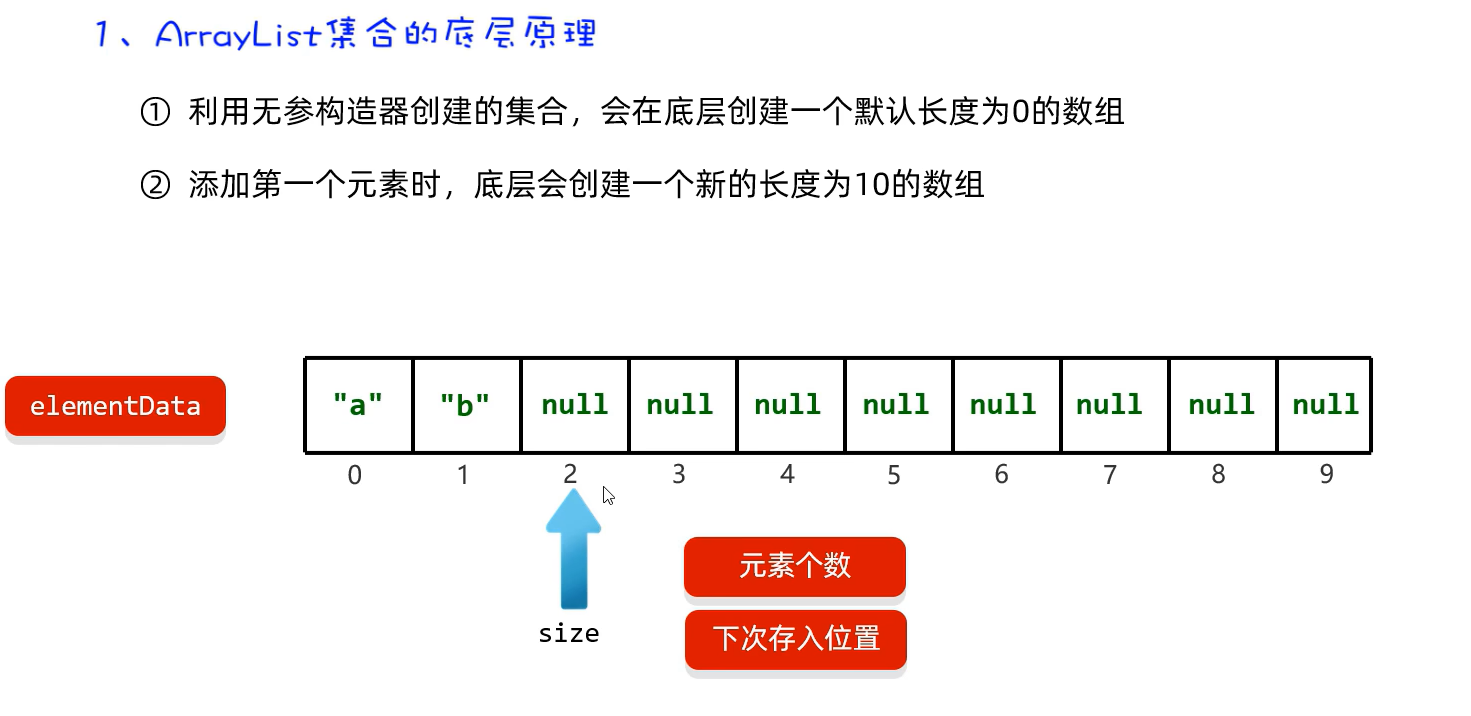 1、ArrayList集合的底层原理
① 利用无参构造器创建的集合，会在底层创建一个默认长度为0的数组
② 添加第一个元素时，底层会创建一个新的长度为10的数组
elementData "a" "b" null null null null null null null null
0 1 2 3 4 5 6 7 8 9
元素个数
size
下次存入位置